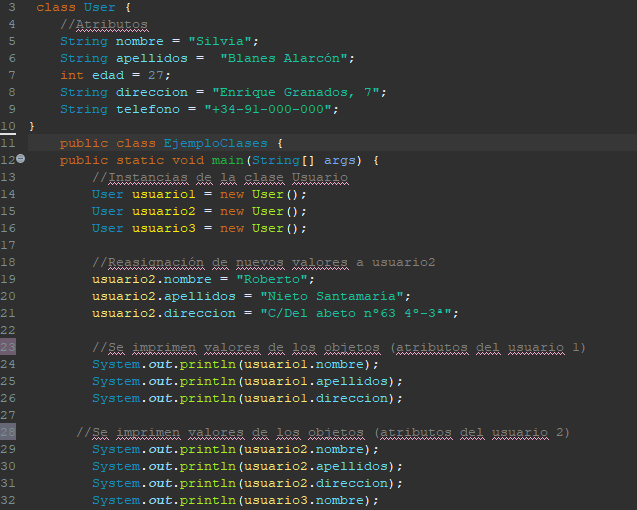 3 class User {
4 //Atributos
5 String nombre = "Silvia";
6 String apellidos =  "Blanes Alarcón";
7 int edad = 27;
8 String direccion = "Enrique Granados, 7";
9 String telefono = "+34-91-000-000";
10 }
11 public class EjemploClases {
12 public static void main(String[] args) {
13 //Instancias de la clase Usuario
14 User usuario1 = new User();
15 User usuario2 = new User();
16 User usuario3 = new User();
17
18 //Reasignación de nuevos valores a usuario2
19 usuario2.nombre = "Roberto";
20 usuario2.apellidos = "Nieto Santamaría";
21 usuario2.direccion = "C/Del abeto nº63 4º-3ª";
22
23 //Se imprimen valores de los objetos (atributos del usuario 1)
24 System.out.println(usuario1.nombre);
25 System.out.println(usuario1.apellidos);
26 System.out.println(usuario1.direccion);
27
28 //Se imprimen valores de los objetos (atributos del usuario 2)
29 System.out.println(usuario2.nombre);
30 System.out.println(usuario2.apellidos);
31 System.out.println(usuario2.direccion);
32 System.out.println(usuario3.nombre);